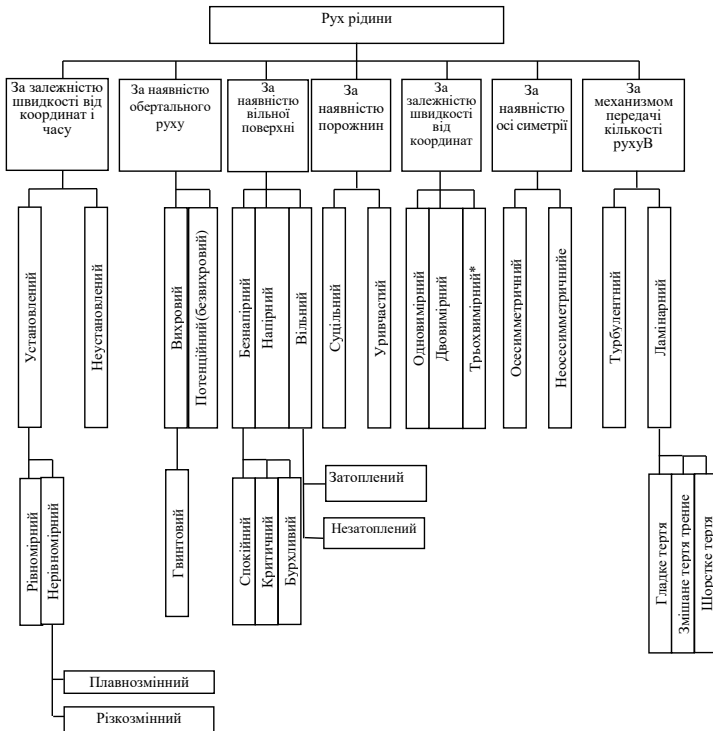 Рух рідини
За залежністю
швидкості від
координат і
часу
За наявністю
обертального
руху
За
наявністю
вільної
поверхні
За
наявністю
порожнин
За
залежністю
швидкості
від
координат
За
наявністю
осі симетрії
За
механизмом
передачі
кількості
рухуВ
Установлений
Неустановлений
Вихровий
Потенційний(безвихровий)
Безнапірний
Напірний
Вільний
Суцільний
Уривчастий
Одновимірний
Двовимірний
Трьохвимірний*
Осесимметричний
Неосесимметричнийе
Турбулентний
Ламінарний
Рівномірний
Нерівномірний
Гвинтовий
Спокійний
Критичний
Бурхливий
Затоплений
Незатоплений
Гладке тертя
Змішане тертя трение
Шорстке тертя
Плавнозмінний
Різкозмінний